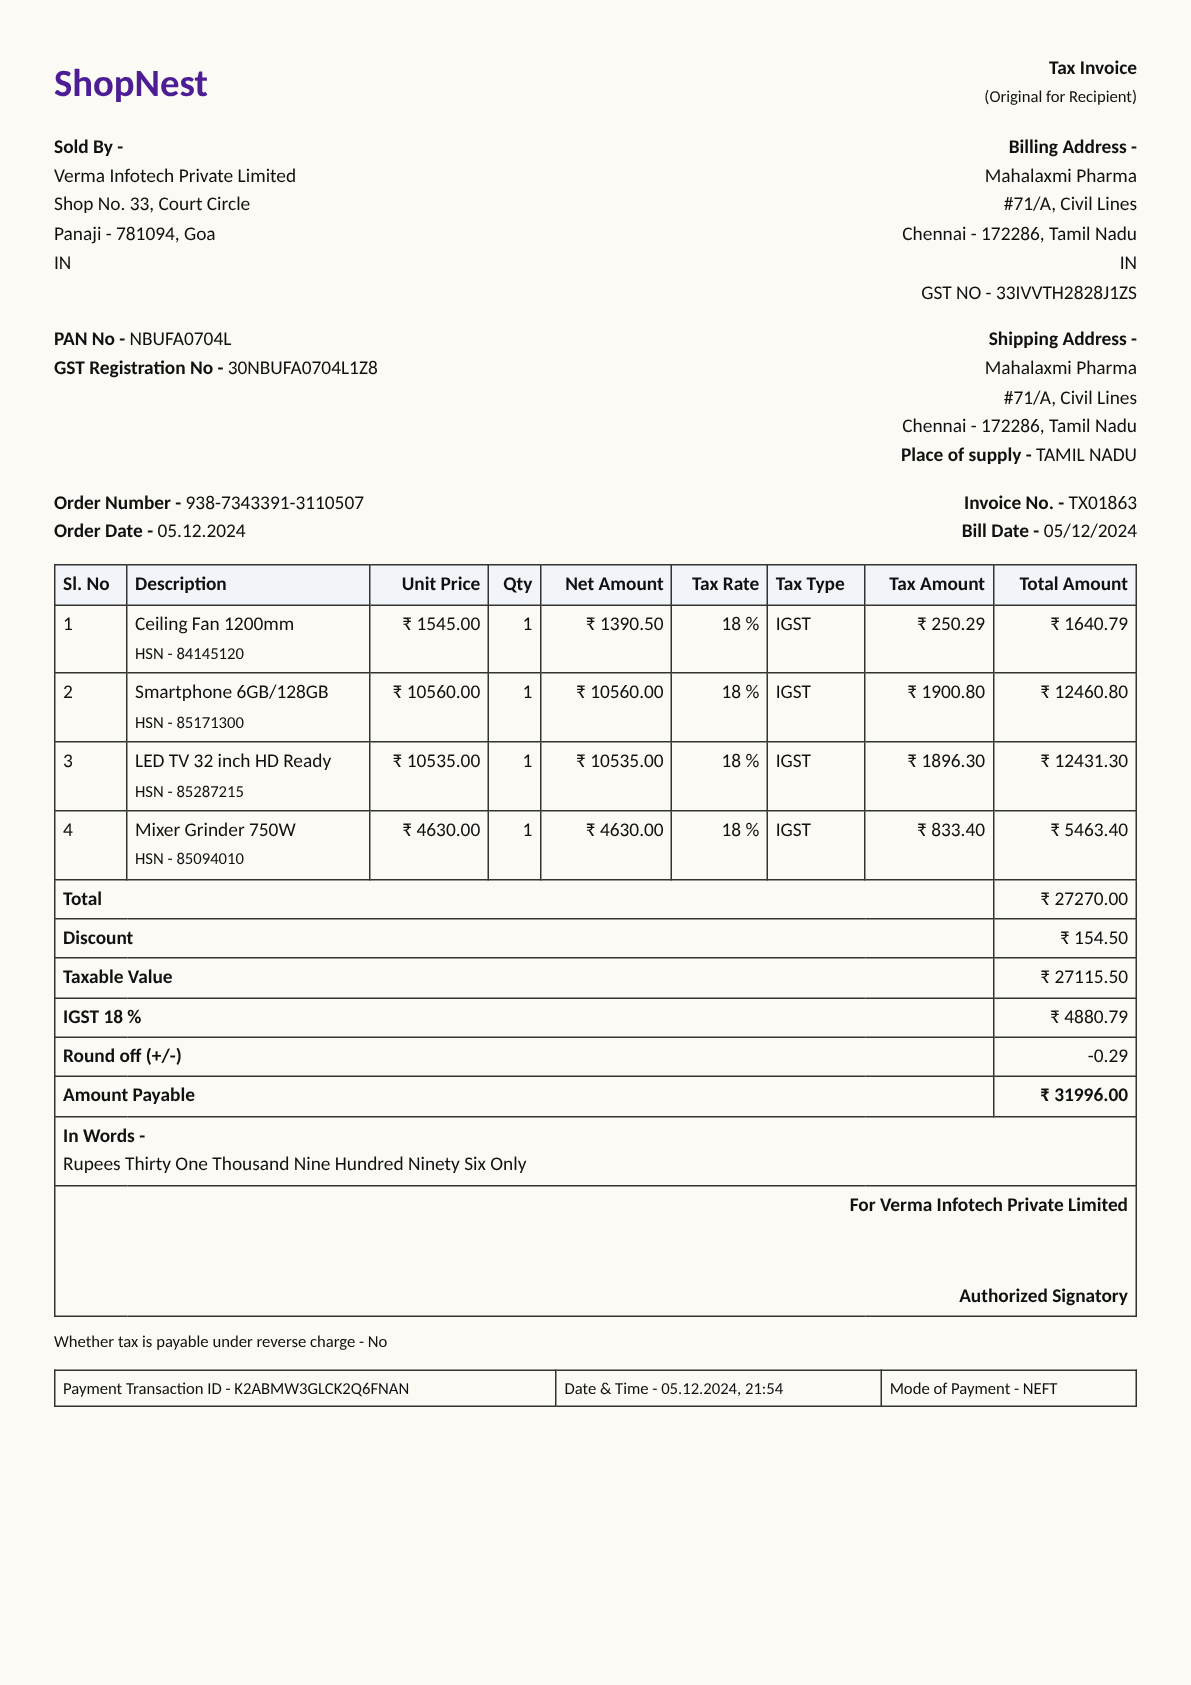 ShopNest
Tax Invoice
(Original for Recipient)
Sold By -
Verma Infotech Private Limited
Shop No. 33, Court Circle
Panaji - 781094, Goa
IN
Billing Address -
Mahalaxmi Pharma
#71/A, Civil Lines
Chennai - 172286, Tamil Nadu
IN
GST NO - 33IVVTH2828J1ZS
PAN No - NBUFA0704L
GST Registration No - 30NBUFA0704L1Z8
Shipping Address -
Mahalaxmi Pharma
#71/A, Civil Lines
Chennai - 172286, Tamil Nadu
Place of supply - TAMIL NADU
Order Number - 938-7343391-3110507
Order Date - 05.12.2024
Invoice No. - TX01863
Bill Date - 05/12/2024
Sl. No Description Unit Price Qty Net Amount Tax Rate Tax Type Tax Amount Total Amount
1 Ceiling Fan 1200mm ₹ 1545.00 1 ₹ 1390.50 18 % IGST ₹ 250.29 ₹ 1640.79
HSN - 84145120
2 Smartphone 6GB/128GB ₹ 10560.00 1 ₹ 10560.00 18 % IGST ₹ 1900.80 ₹ 12460.80
HSN - 85171300
3 LED TV 32 inch HD Ready ₹ 10535.00 1 ₹ 10535.00 18 % IGST ₹ 1896.30 ₹ 12431.30
HSN - 85287215
4 Mixer Grinder 750W ₹ 4630.00 1 ₹ 4630.00 18 % IGST ₹ 833.40 ₹ 5463.40
HSN - 85094010
Total ₹ 27270.00
Discount ₹ 154.50
Taxable Value ₹ 27115.50
IGST 18 % ₹ 4880.79
Round off (+/-) -0.29
Amount Payable ₹ 31996.00
In Words -
Rupees Thirty One Thousand Nine Hundred Ninety Six Only
For Verma Infotech Private Limited
Authorized Signatory
Whether tax is payable under reverse charge - No
Payment Transaction ID - K2ABMW3GLCK2Q6FNAN Date & Time - 05.12.2024, 21:54 Mode of Payment - NEFT